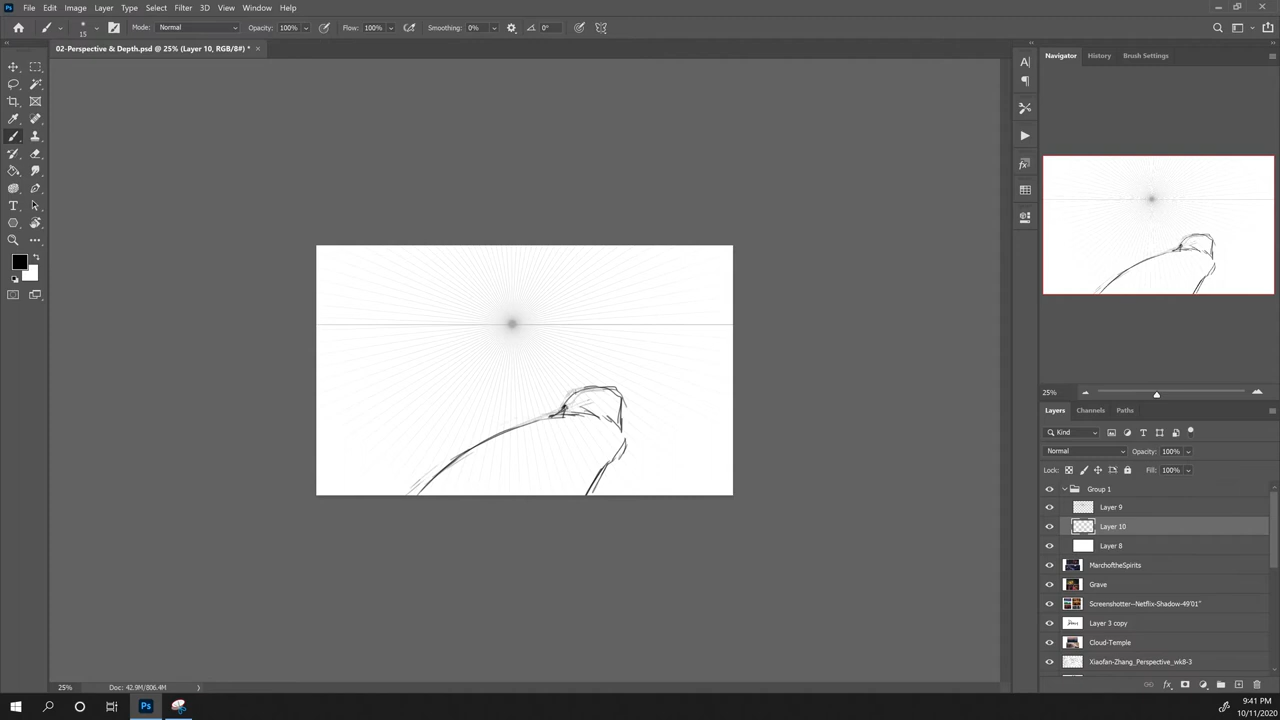 Ps File Edit Image Layer Type Select Filter 3D View Window Help
15 Mode: Normal Opacity: 100% Flow: 100% Smoothing: 0% 0°
02-Perspective & Depth.psd @ 25% (Layer 10, RGB/8#) * ×
Navigator History Brush Settings
25%
Layers Channels Paths
Kind
Normal Opacity: 100%
Lock: Fill: 100%
Group 1
Layer 9
Layer 10
Layer 8
MarchoftheSpirits
Grave
Screenshotter--Netflix-Shadow-49'01"
Layer 3 copy
Cloud-Temple
Xiaofan-Zhang_Perspective_wk8-3
25% Doc: 42.9M/806.4M
Ps
9:41 PM
10/11/2020